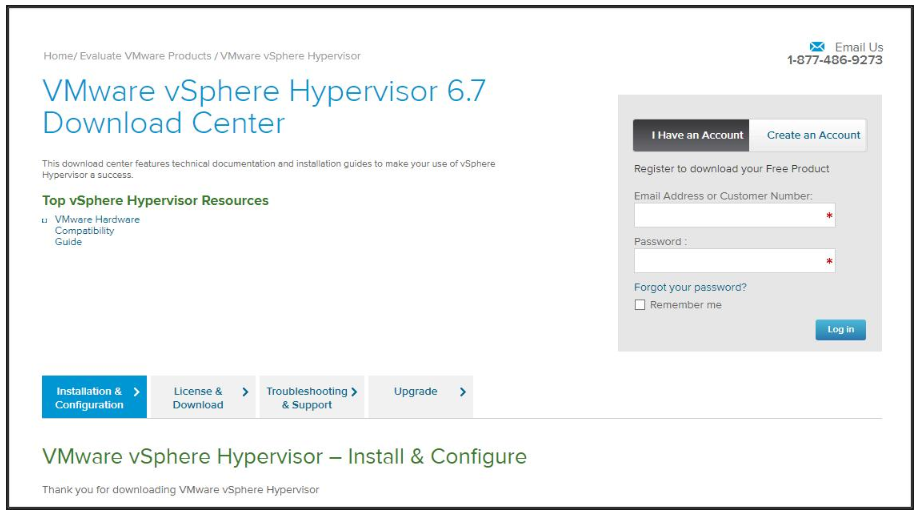 Home/ Evaluate VMware Products / VMware vSphere Hypervisor
Email Us
1-877-486-9273
VMware vSphere Hypervisor 6.7
Download Center
This download center features technical documentation and installation guides to make your use of vSphere
Hypervisor a success.
Top vSphere Hypervisor Resources
VMware Hardware
Compatibility
Guide
I Have an Account
Create an Account
Register to download your Free Product
Email Address or Customer Number:
*
Password :
*
Forgot your password?
Remember me
Log in
Installation &
Configuration
License &
Download
Troubleshooting
& Support
Upgrade
VMware vSphere Hypervisor – Install & Configure
Thank you for downloading VMware vSphere Hypervisor